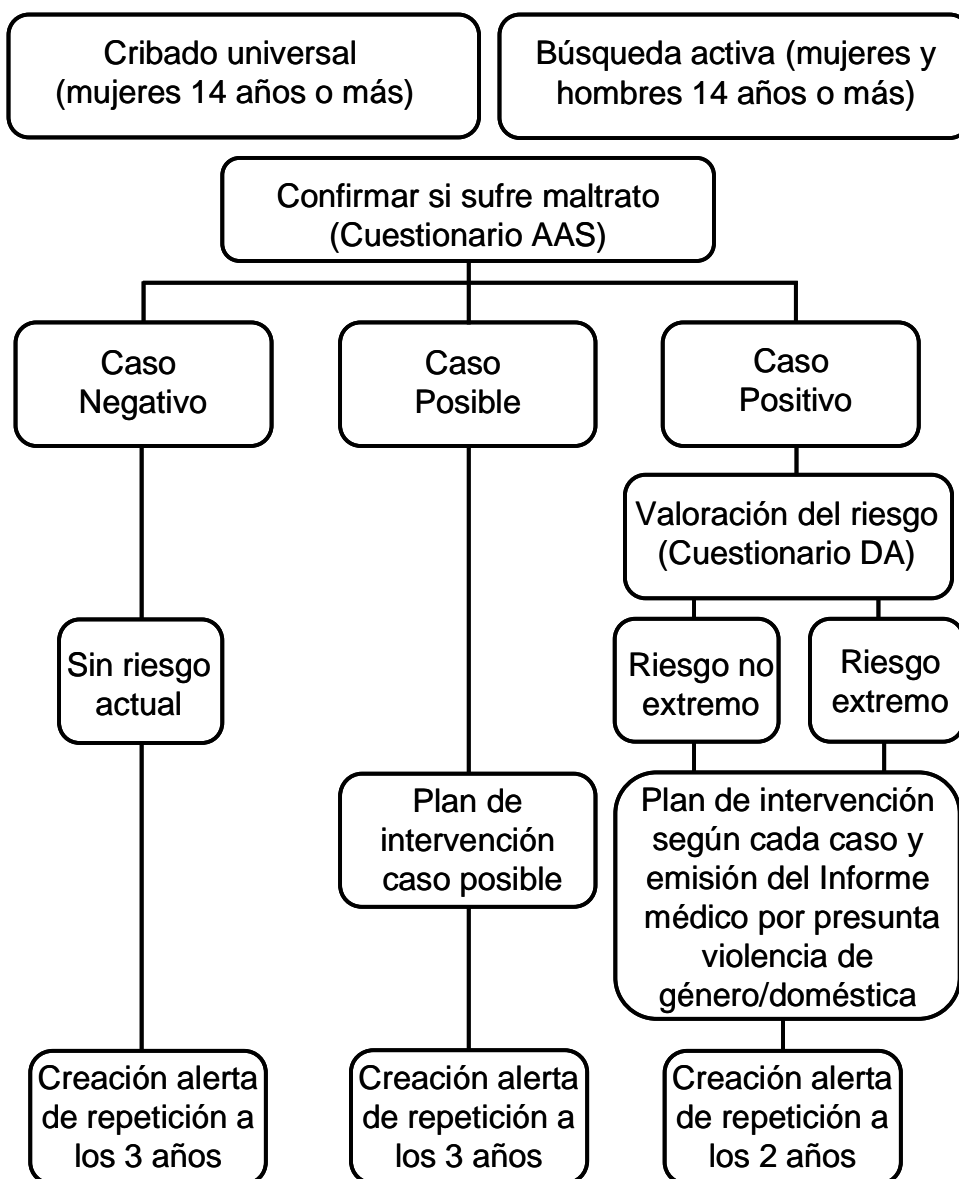 Cribado universal
(mujeres 14 años o más)
Búsqueda activa (mujeres y
hombres 14 años o más)
Confirmar si sufre maltrato
(Cuestionario AAS)
Caso
Negativo
Caso
Posible
Caso
Positivo
Valoración del riesgo
(Cuestionario DA)
Sin riesgo
actual
Riesgo no
extremo
Riesgo
extremo
Plan de
intervención
caso posible
Plan de intervención
según cada caso y
emisión del Informe
médico por presunta
violencia de
género/doméstica
Creación alerta
de repetición a
los 3 años
Creación alerta
de repetición a
los 3 años
Creación alerta
de repetición a
los 2 años